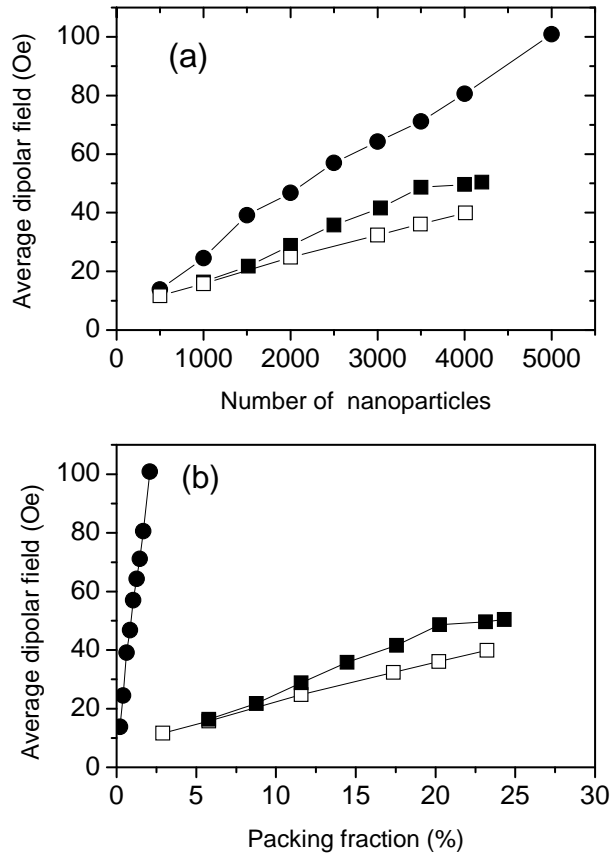 (a)
100
80
60
40
20
0
Average dipolar field (Oe)
0 1000 2000 3000 4000 5000
Number of nanoparticles
(b)
100
80
60
40
20
0
Average dipolar field (Oe)
0 5 10 15 20 25 30
Packing fraction (%)